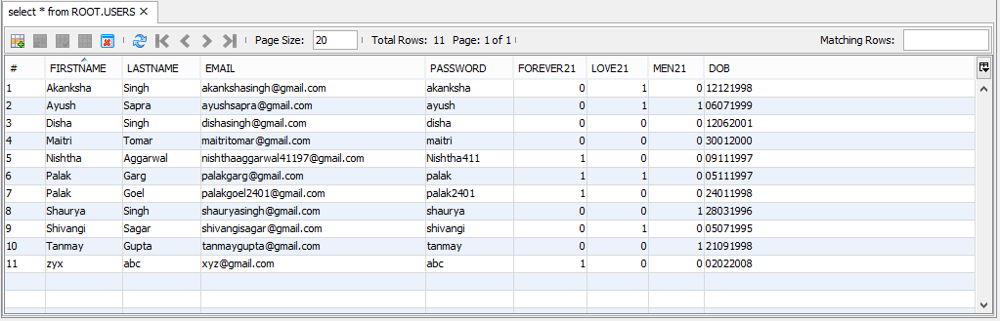 select * from ROOT.USERS
Page Size: 20 Total Rows: 11 Page: 1 of 1 Matching Rows:
# FIRSTNAME LASTNAME EMAIL PASSWORD FOREVER21 LOVE21 MEN21 DOB
1 Akanksha Singh akankshasingh@gmail.com akanksha 0 1 0 12121998
2 Ayush Sapra ayushsapra@gmail.com ayush 0 1 1 06071999
3 Disha Singh dishasingh@gmail.com disha 0 0 0 12062001
4 Maitri Tomar maitritomar@gmail.com maitri 0 0 0 30012000
5 Nishtha Aggarwal nishthaaggarwal41197@gmail.com Nishtha411 1 0 0 09111997
6 Palak Garg palakgarg@gmail.com palak 1 1 0 05111997
7 Palak Goel palakgoel2401@gmail.com palak2401 1 0 0 24011998
8 Shaurya Singh shauryasingh@gmail.com shaurya 0 0 1 28031996
9 Shivangi Sagar shivangisagar@gmail.com shivangi 0 1 0 05071995
10 Tanmay Gupta tanmaygupta@gmail.com tanmay 0 0 1 21091998
11 zyx abc xyz@gmail.com abc 1 0 0 02022008